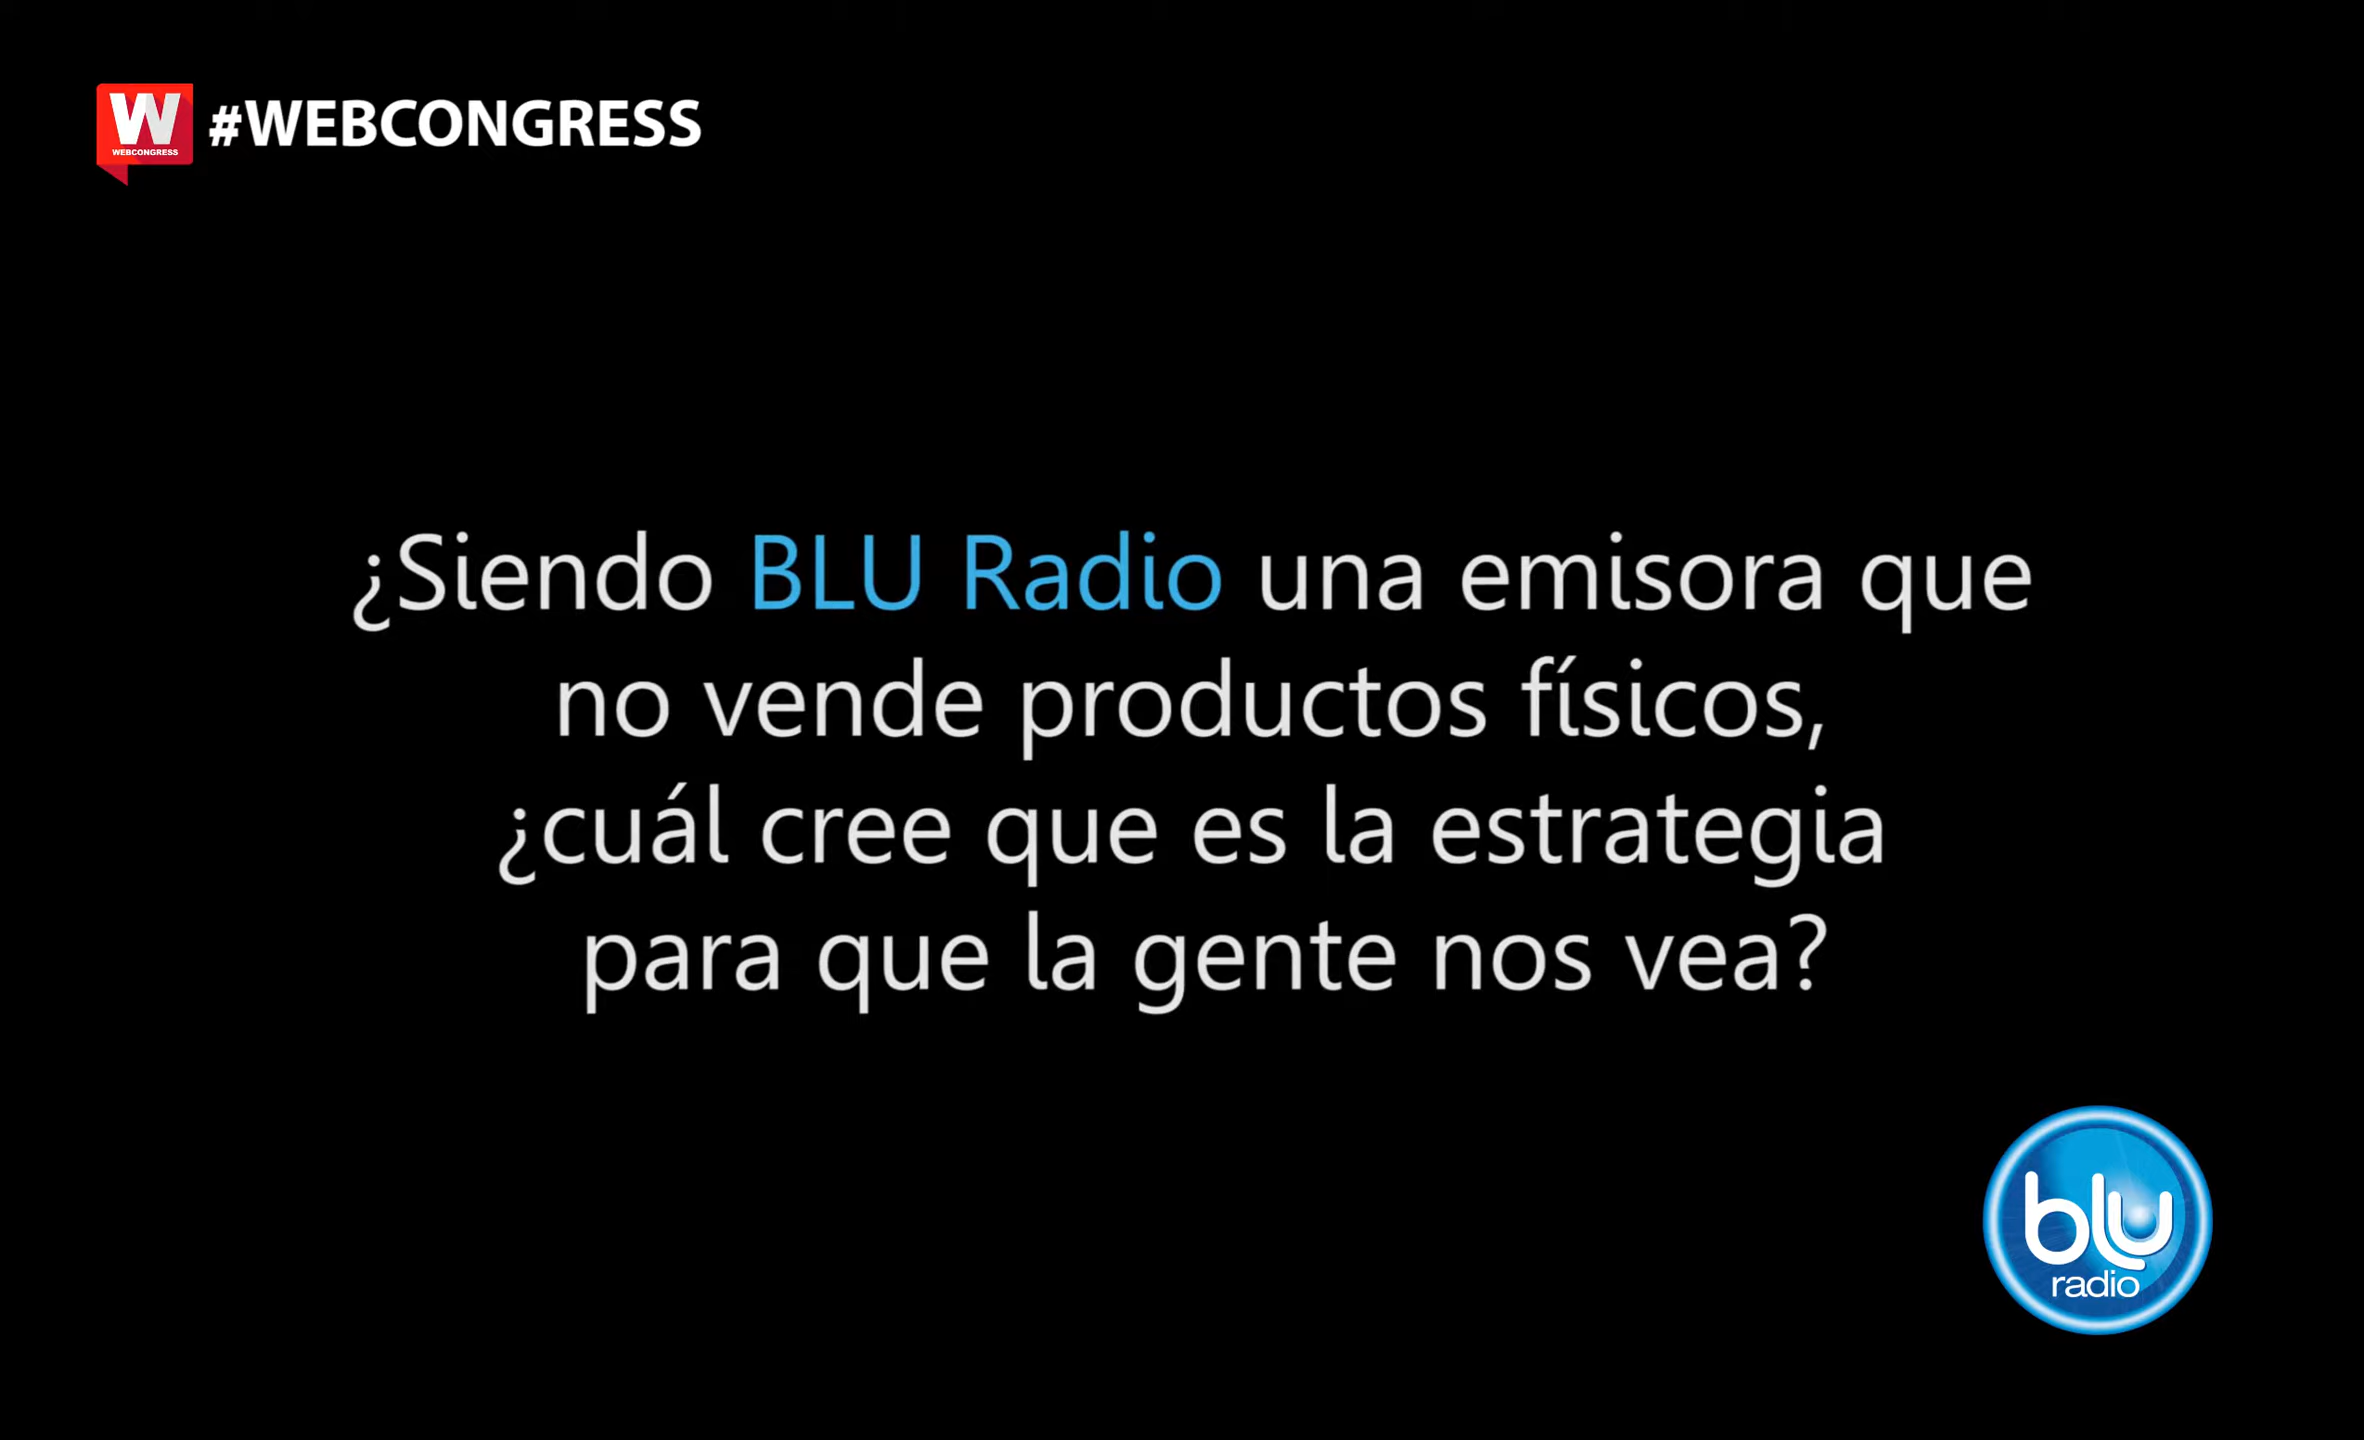 W
WEBCONGRESS
#WEBCONGRESS
¿Siendo BLU Radio una emisora que
no vende productos físicos,
¿cuál cree que es la estrategia
para que la gente nos vea?
blu
radio